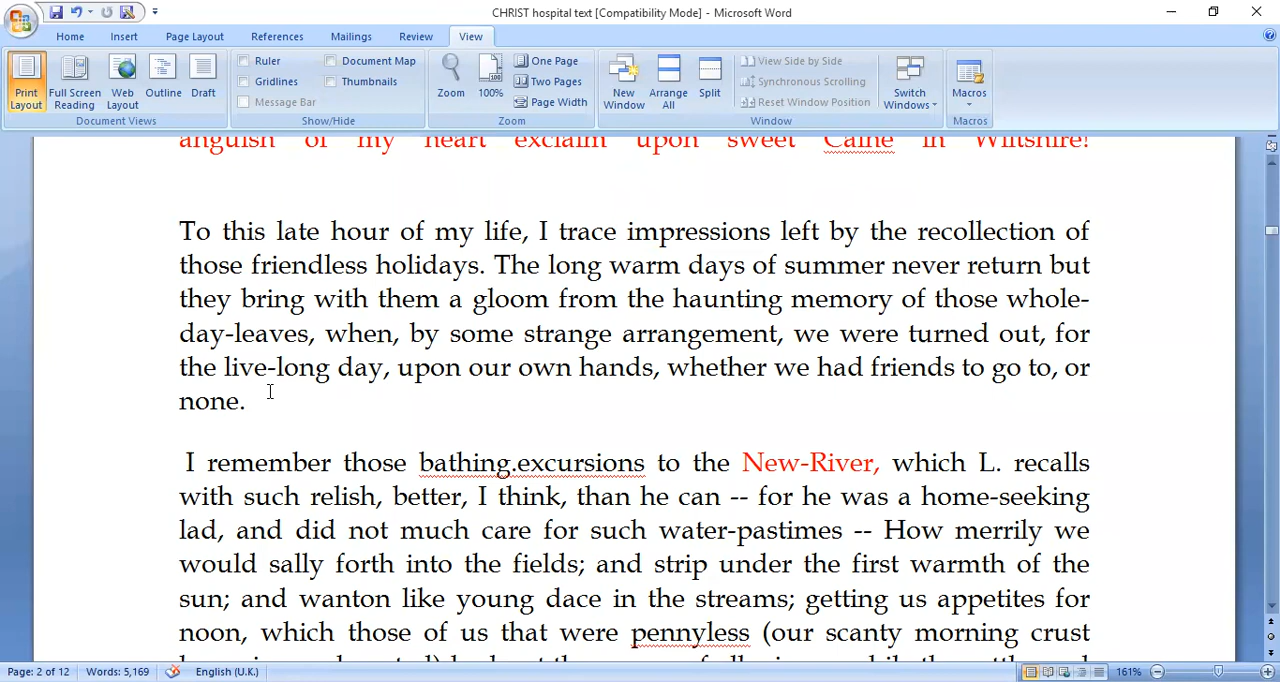 CHRIST hospital text [Compatibility Mode] - Microsoft Word
Home Insert Page Layout References Mailings Review View
Print Layout
Full Screen Reading
Web Layout
Outline
Draft
Document Views
Ruler
Gridlines
Message Bar
Document Map
Thumbnails
Show/Hide
Zoom
100%
One Page
Two Pages
Page Width
Zoom
New Window
Arrange All
Split
View Side by Side
Synchronous Scrolling
Reset Window Position
Window
Switch Windows
Macros
Macros
anguish of my heart exclaim upon sweet Calne in Wiltshire!
To this late hour of my life, I trace impressions left by the recollection of
those friendless holidays. The long warm days of summer never return but
they bring with them a gloom from the haunting memory of those whole-
day-leaves, when, by some strange arrangement, we were turned out, for
the live-long day, upon our own hands, whether we had friends to go to, or
none.
I remember those bathing.excursions to the New-River, which L. recalls
with such relish, better, I think, than he can -- for he was a home-seeking
lad, and did not much care for such water-pastimes -- How merrily we
would sally forth into the fields; and strip under the first warmth of the
sun; and wanton like young dace in the streams; getting us appetites for
noon, which those of us that were pennyless (our scanty morning crust
Page: 2 of 12 Words: 5,169 English (U.K.) 161%